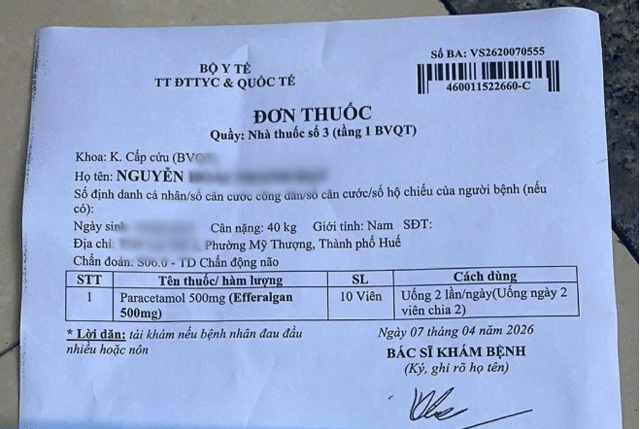 BỘ Y TẾ
TT ĐTTYC & QUỐC TẾ
Số BA: VS2620070555
460011522660-C
ĐƠN THUỐC
Quầy: Nhà thuốc số 3 (tầng 1 BVQT)
Khoa: K. Cấp cứu (BVQT)
Họ tên: NGUYỄN
Số định danh cá nhân/số căn cước công dân/số căn cước/số hộ chiếu của người bệnh (nếu
có):
Ngày sinh Cân nặng: 40 kg Giới tính: Nam SĐT:
Địa chỉ: , Phường Mỹ Thượng, Thành phố Huế
Chẩn đoán: S06.0 - TD Chấn động não
STT Tên thuốc/ hàm lượng SL Cách dùng
1 Paracetamol 500mg (Efferalgan 10 Viên Uống 2 lần/ngày(Uống ngày 2
500mg) viên chia 2)
* Lời dặn: tái khám nếu bệnh nhân đau đầu
nhiều hoặc nôn
Ngày 07 tháng 04 năm 2026
BÁC SĨ KHÁM BỆNH
(Ký, ghi rõ họ tên)